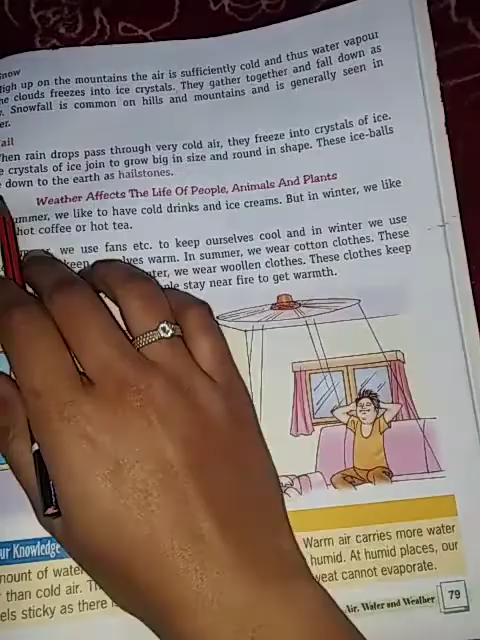 now
igh up on the mountains the air is sufficiently cold and thus water vapour
he clouds freezes into ice crystals. They gather together and fall down as
. Snowfall is common on hills and mountains and is generally seen in
er.
ail
hen rain drops pass through very cold air, they freeze into crystals of ice.
e crystals of ice join to grow big in size and round in shape. These ice-balls
down to the earth as hailstones.
Weather Affects The Life Of People, Animals And Plants
ummer, we like to have cold drinks and ice creams. But in winter, we like
hot coffee or hot tea.
we use fans etc. to keep ourselves cool and in winter we use
keep lves warm. In summer, we wear cotton clothes. These
ter, we wear woollen clothes. These clothes keep
ple stay near fire to get warmth.
ur Knowledge
mount of water
than cold air. Th
els sticky as there
Warm air carries more water
humid. At humid places, our
weat cannot evaporate.
Air, Water and Weather 79